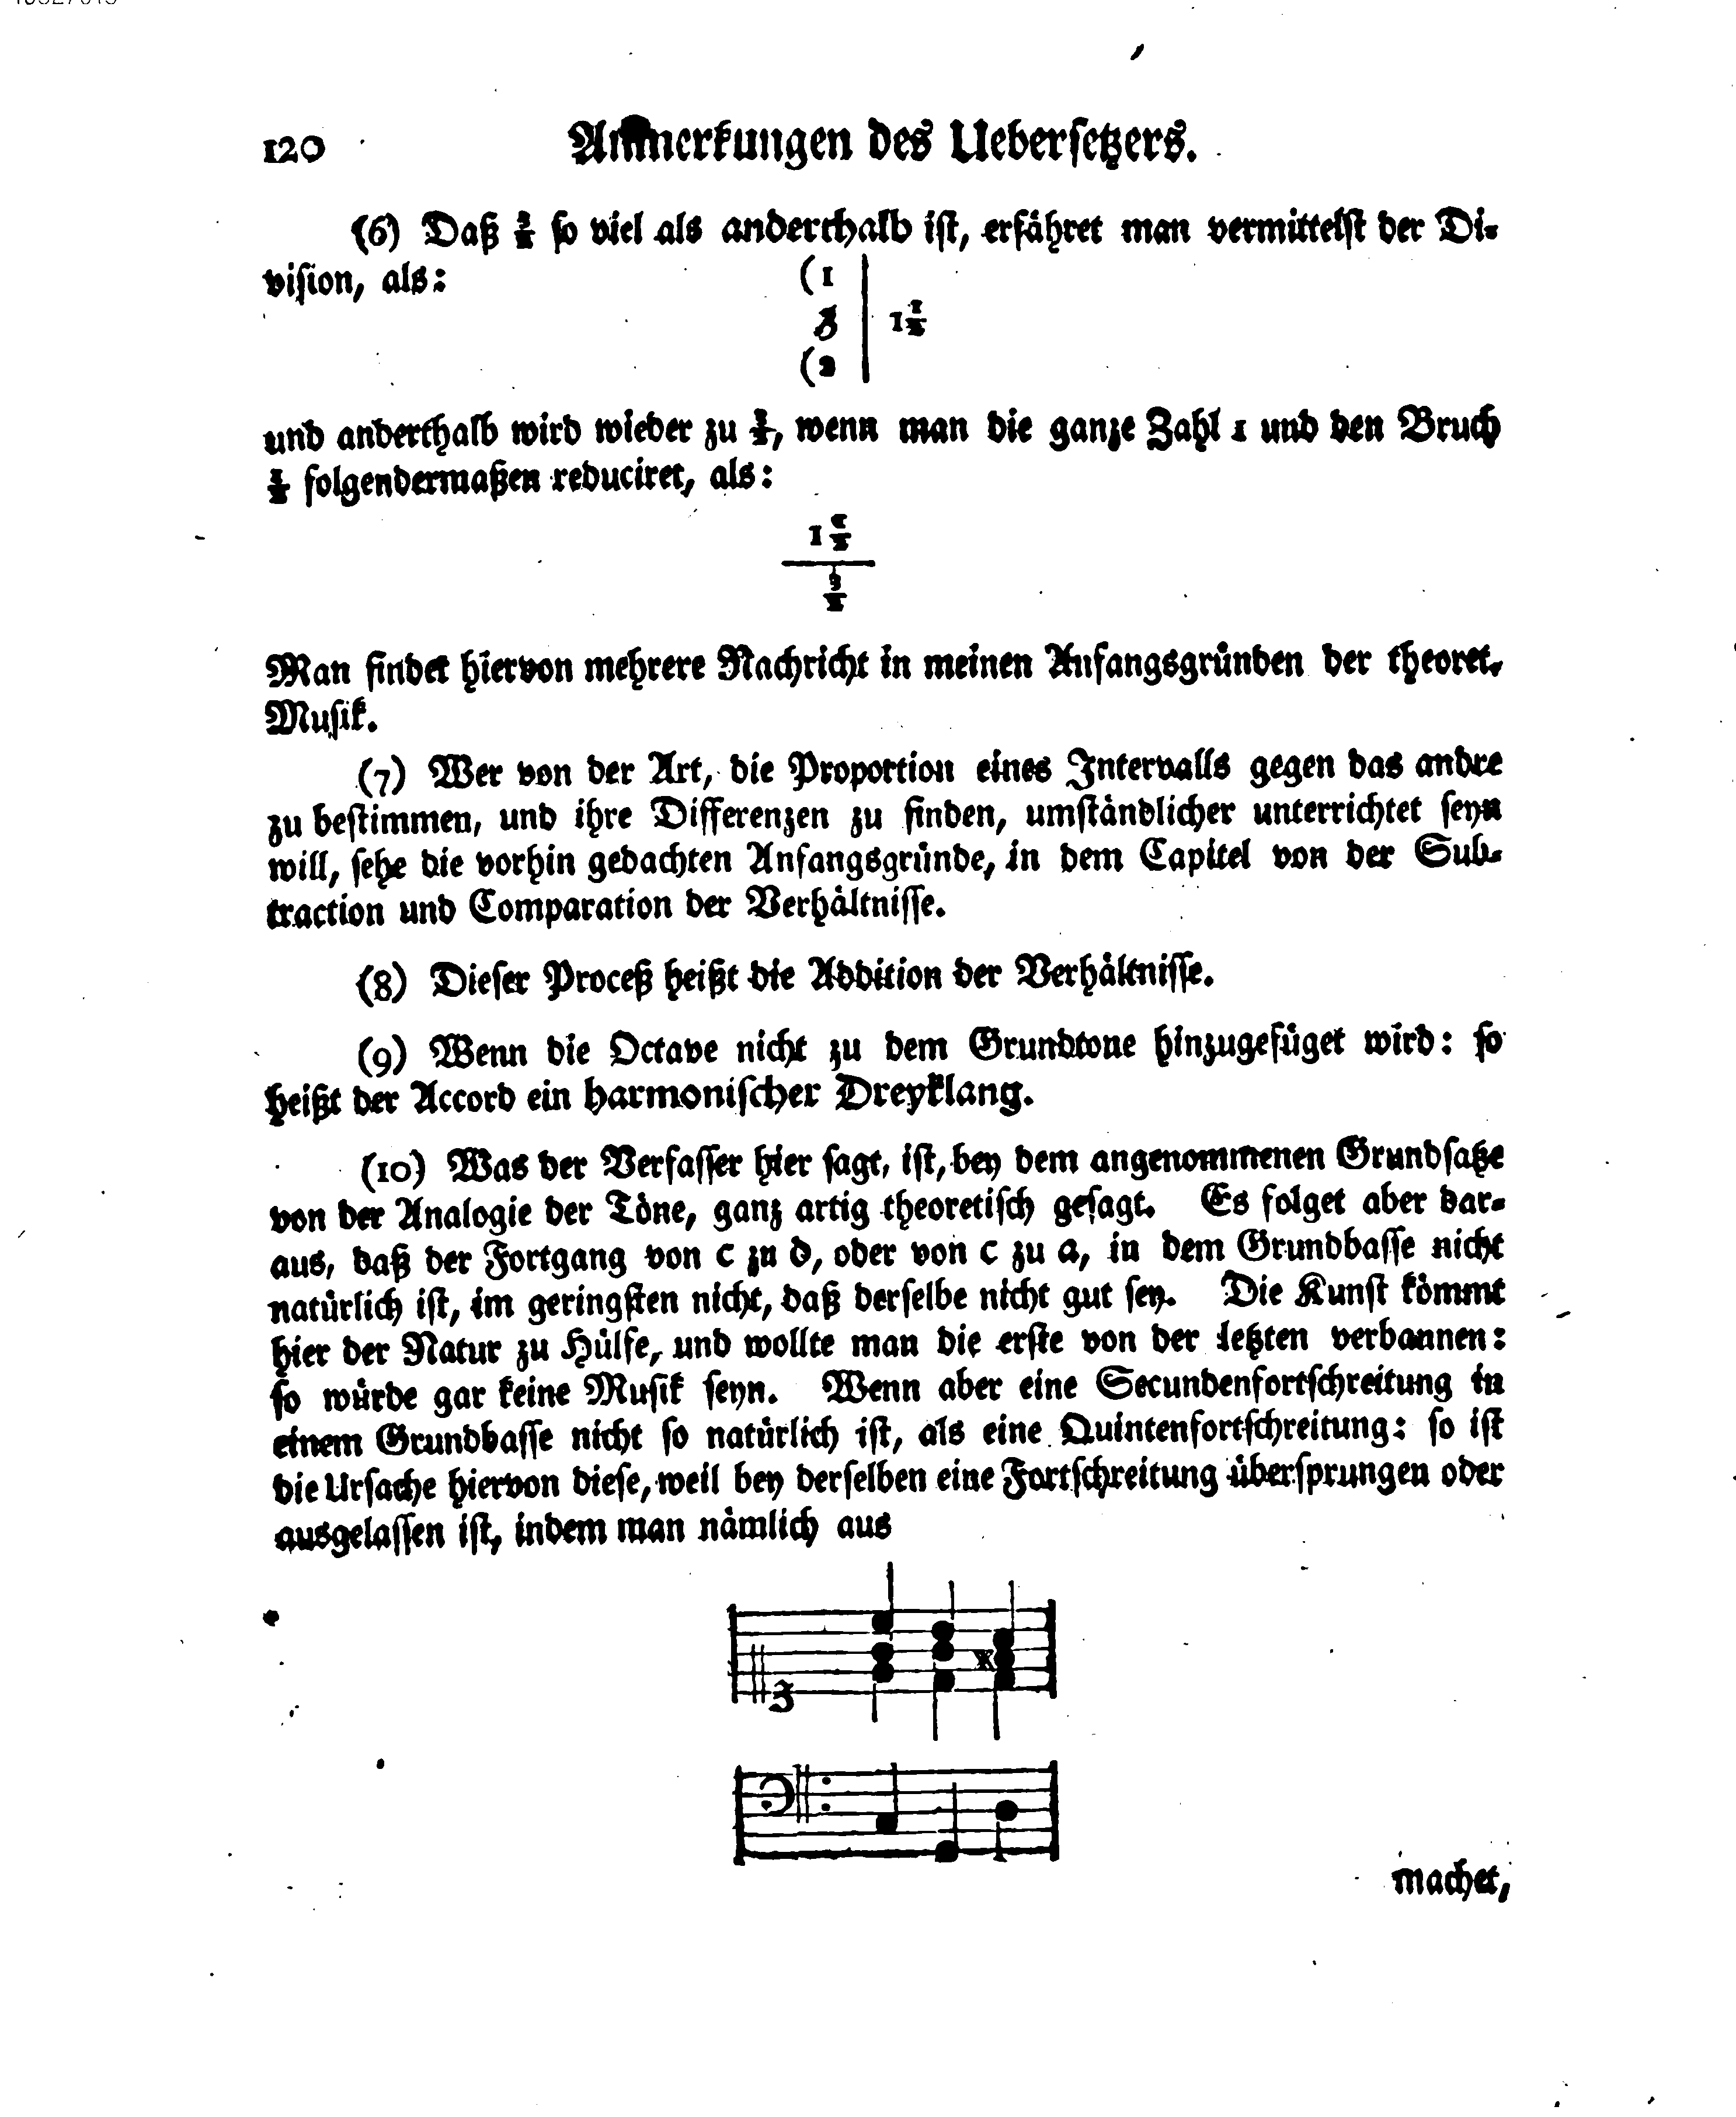 120 Anmerkungen des Uebersetzers.
(6) Daß 3/2 so viel als anderthalb ist, erfähret man vermittelst der Di-
vision, als:
(1
3 | 1 1/2
(2
und anderthalb wird wieder zu 3/2, wenn man die ganze Zahl 1 und den Bruch
1/2 folgendermaßen reduciret, als:
1 1/2
3/2
Man findet hiervon mehrere Nachricht in meinen Anfangsgründen der theoret.
Musik.
(7) Wer von der Art, die Proportion eines Intervalls gegen das andre
zu bestimmen, und ihre Differenzen zu finden, umständlicher unterrichtet seyn
will, sehe die vorhin gedachten Anfangsgründe, in dem Capitel von der Sub-
traction und Comparation der Verhältnisse.
(8) Dieser Proceß heißt die Addition der Verhältnisse.
(9) Wenn die Octave nicht zu dem Grundtone hinzugefüget wird: so
heißt der Accord ein harmonischer Dreyklang.
(10) Was der Verfasser hier sagt, ist, bey dem angenommenen Grundsatze
von der Analogie der Töne, ganz artig theoretisch gesagt. Es folget aber dar-
aus, daß der Fortgang von c zu d, oder von c zu a, in dem Grundbasse nicht
natürlich ist, im geringsten nicht, daß derselbe nicht gut sey. Die Kunst kömmt
hier der Natur zu Hülfe, und wollte man die erste von der letzten verbannen:
so würde gar keine Musik seyn. Wenn aber eine Secundenfortschreitung in
einem Grundbasse nicht so natürlich ist, als eine Quintenfortschreitung: so ist
die Ursache hiervon diese, weil bey derselben eine Fortschreitung übersprungen oder
ausgelassen ist, indem man nämlich aus
machet,